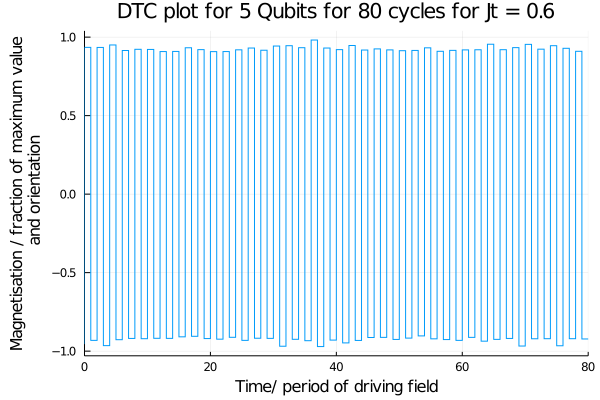 DTC plot for 5 Qubits for 80 cycles for Jt = 0.6
Magnetisation / fraction of maximum value
and orientation
1.0
0.5
0.0
−0.5
−1.0
0 20 40 60 80
Time/ period of driving field